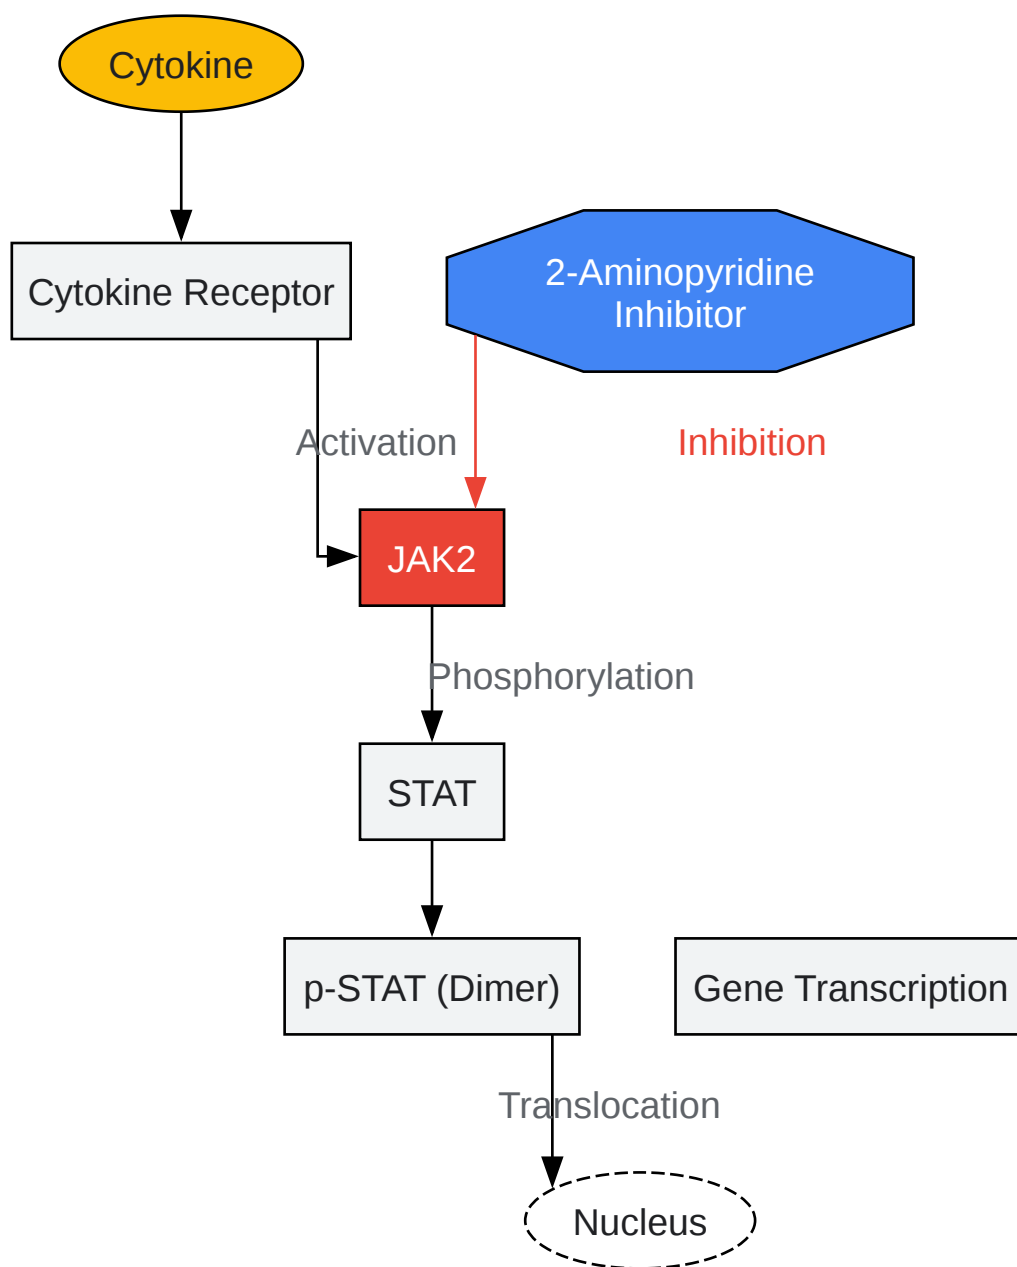 Cytokine
Cytokine Receptor
2-Aminopyridine
Inhibitor
Activation
Inhibition
JAK2
Phosphorylation
STAT
p-STAT (Dimer)
Gene Transcription
Translocation
Nucleus